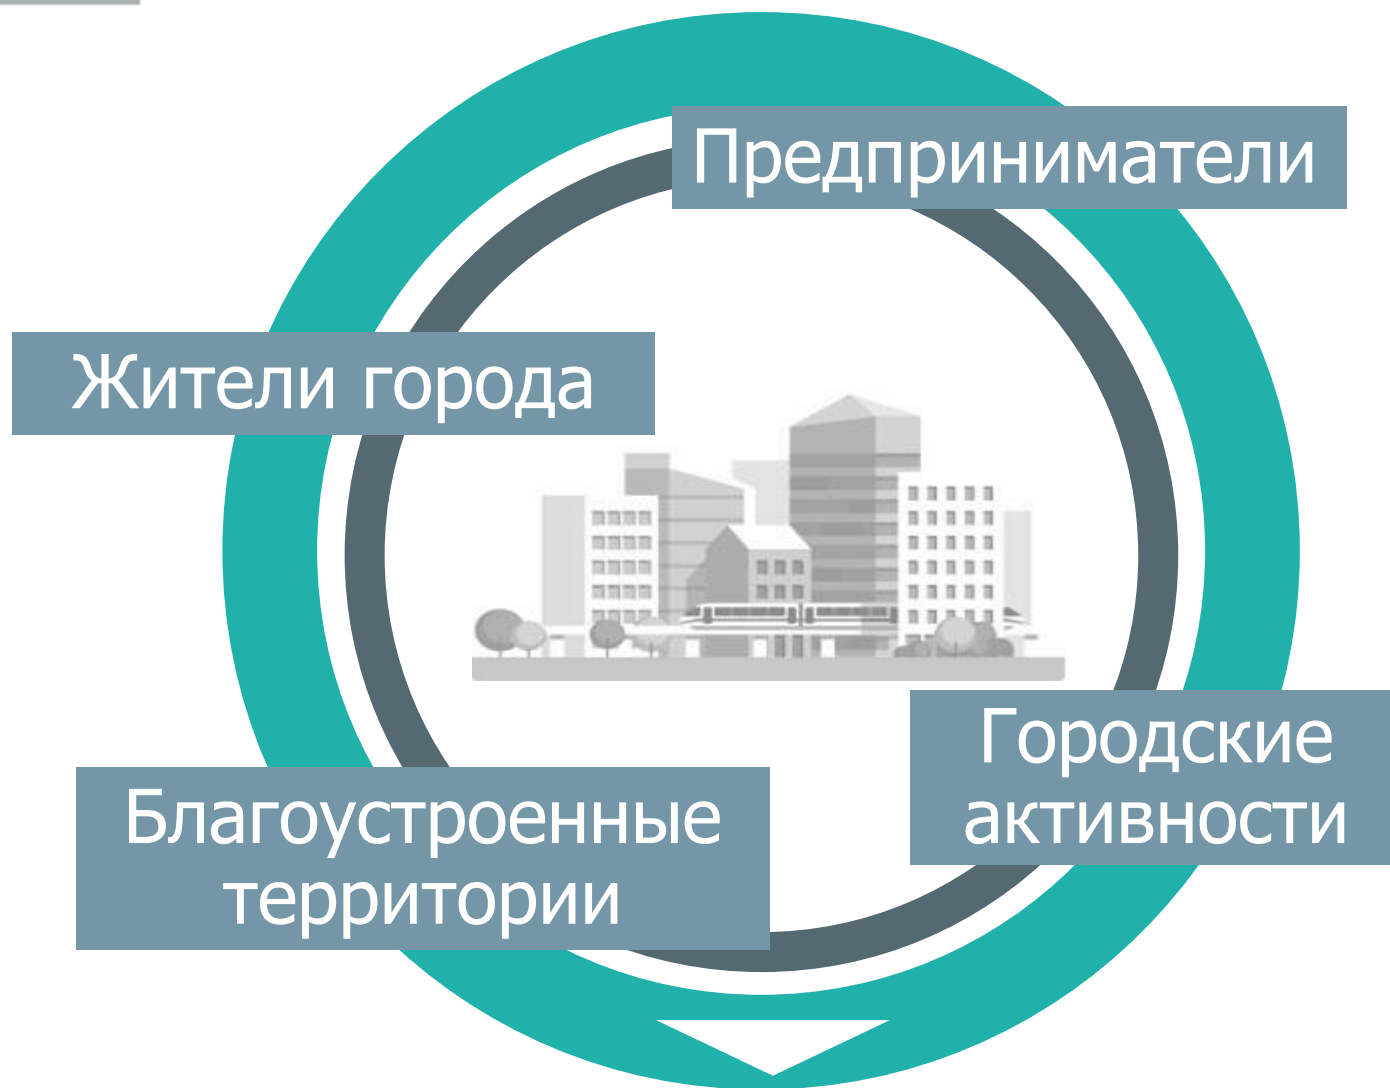 Предприниматели
Жители города
Городские
активности
Благоустроенные
территории